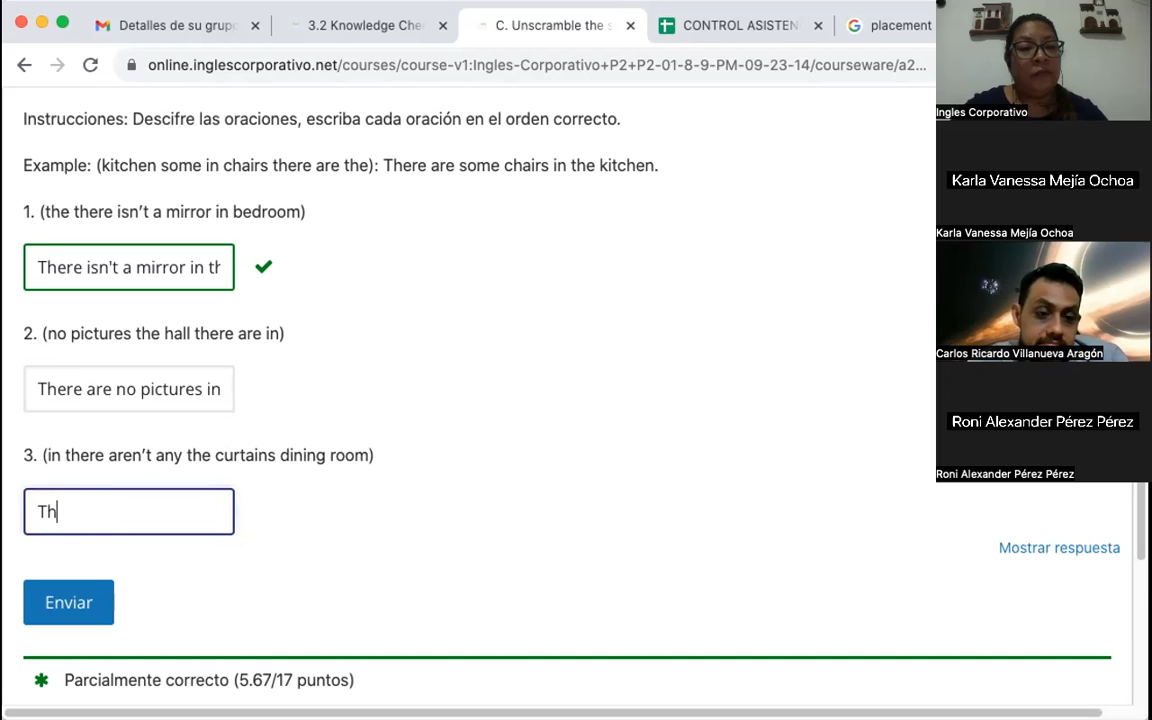 Detalles de su grupo
3.2 Knowledge Che
C. Unscramble the s
CONTROL ASISTEN
placement
online.inglescorporativo.net/courses/course-v1:Ingles-Corporativo+P2+P2-01-8-9-PM-09-23-14/courseware/a2...
Instrucciones: Descifre las oraciones, escriba cada oración en el orden correcto.
Example: (kitchen some in chairs there are the): There are some chairs in the kitchen.
1. (the there isn’t a mirror in bedroom)
There isn't a mirror in th
2. (no pictures the hall there are in)
There are no pictures in
3. (in there aren’t any the curtains dining room)
Th
Mostrar respuesta
Enviar
Parcialmente correcto (5.67/17 puntos)
Ingles Corporativo
Karla Vanessa Mejía Ochoa
Karla Vanessa Mejía Ochoa
Carlos Ricardo Villanueva Aragón
Roni Alexander Pérez Pérez
Roni Alexander Pérez Pérez